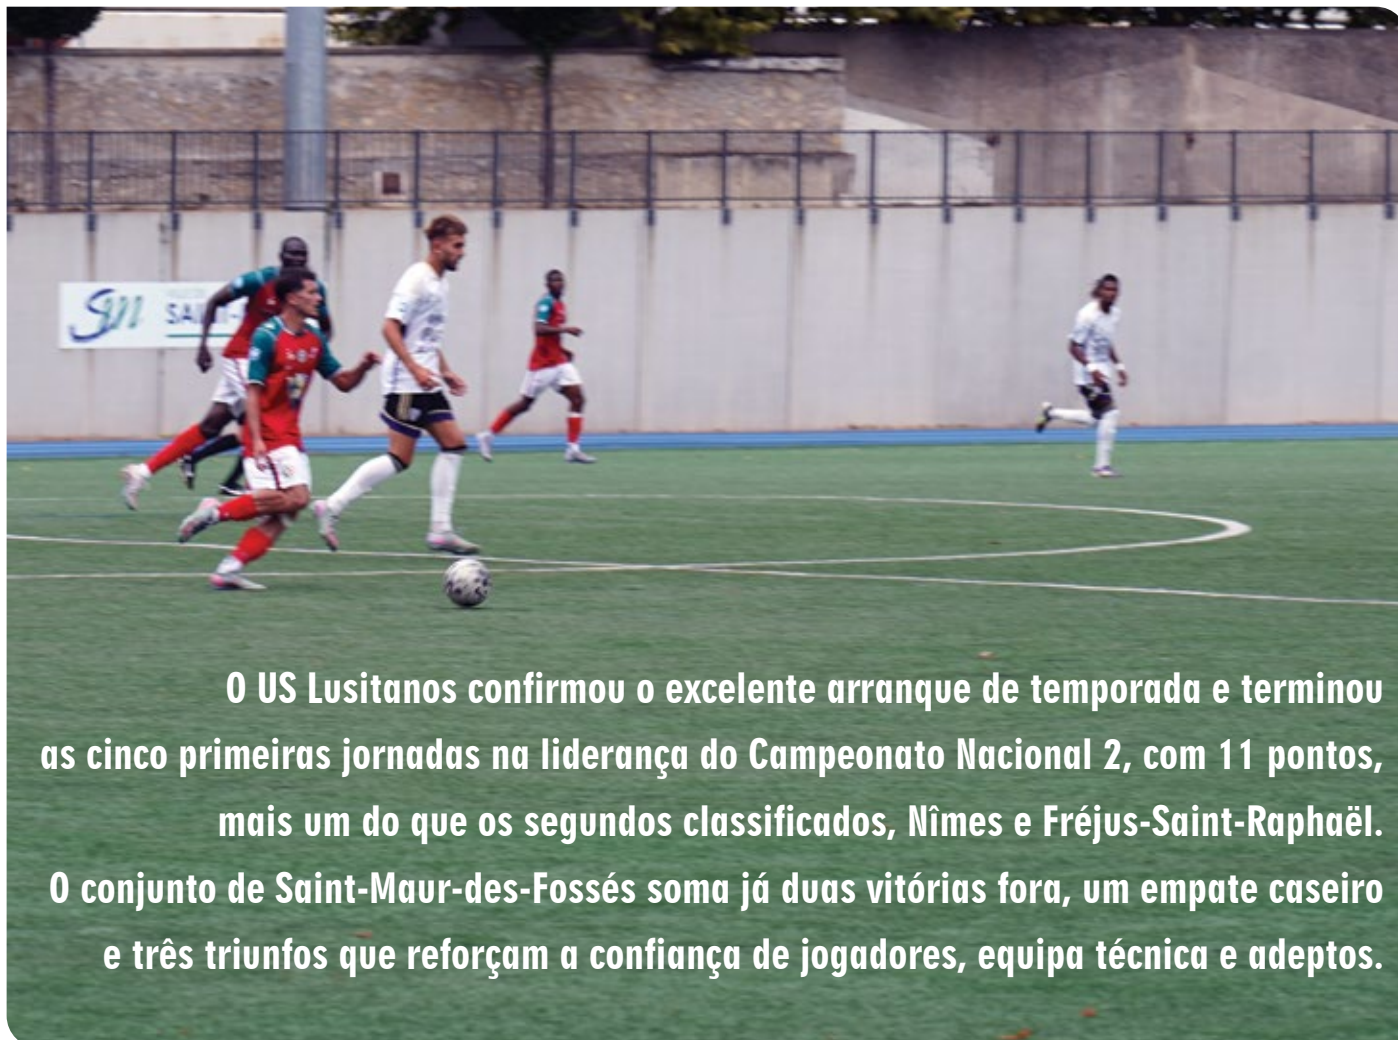 Sm
SAINT-
O US Lusitanos confirmou o excelente arranque de temporada e terminou
as cinco primeiras jornadas na liderança do Campeonato Nacional 2, com 11 pontos,
mais um do que os segundos classificados, Nîmes e Fréjus-Saint-Raphaël.
O conjunto de Saint-Maur-des-Fossés soma já duas vitórias fora, um empate caseiro
e três triunfos que reforçam a confiança de jogadores, equipa técnica e adeptos.